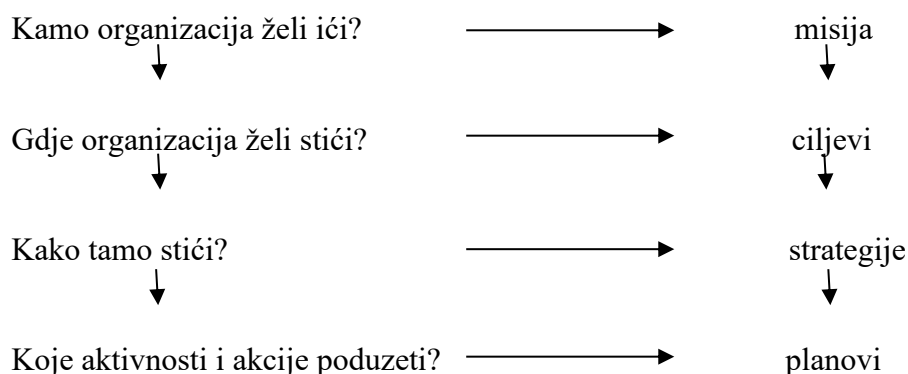 Kamo organizacija želi ići? misija
Gdje organizacija želi stići? ciljevi
Kako tamo stići? strategije
Koje aktivnosti i akcije poduzeti? planovi